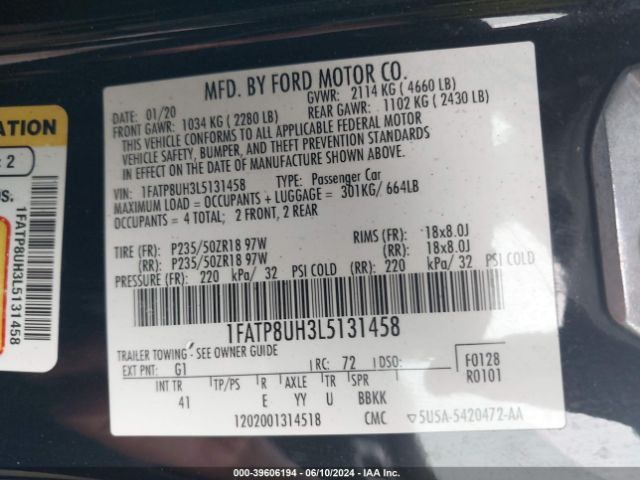 MFD. BY FORD MOTOR CO.
DATE: 01/20 GVWR: 2114 KG ( 4660 LB)
FRONT GAWR: 1034 KG ( 2280 LB) REAR GAWR: 1102 KG ( 2430 LB)
THIS VEHICLE CONFORMS TO ALL APPLICABLE FEDERAL MOTOR
VEHICLE SAFETY, BUMPER, AND THEFT PREVENTION STANDARDS
IN EFFECT ON THE DATE OF MANUFACTURE SHOWN ABOVE.
VIN: 1FATP8UH3L5131458 TYPE: Passenger Car
MAXIMUM LOAD = OCCUPANTS + LUGGAGE = 301KG/ 664LB
OCCUPANTS = 4 TOTAL; 2 FRONT, 2 REAR
TIRE (FR): P235/50ZR18 97W RIMS (FR): 18x8.0J
(RR): P235/50ZR18 97W (RR): 18x8.0J
PRESSURE (FR): 220 kPa/ 32 PSI COLD (RR): 220 kPa/ 32 PSI COLD
1FATP8UH3L5131458
TRAILER TOWING - SEE OWNER GUIDE
EXT PNT: G1 RC: 72 DSO: F0128
R0101
INT TR TP/PS R AXLE TR SPR
41 E YY U BBKK
1202001314518 CMC 5U5A-5420472-AA
ATION
: 2
OS.
1FATP8UH3L5131458
000-39606194 - 06/10/2024 - IAA Inc.